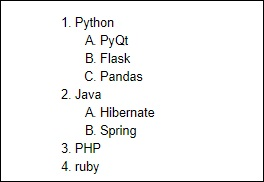 1. Python
A. PyQt
B. Flask
C. Pandas
2. Java
A. Hibernate
B. Spring
3. PHP
4. ruby